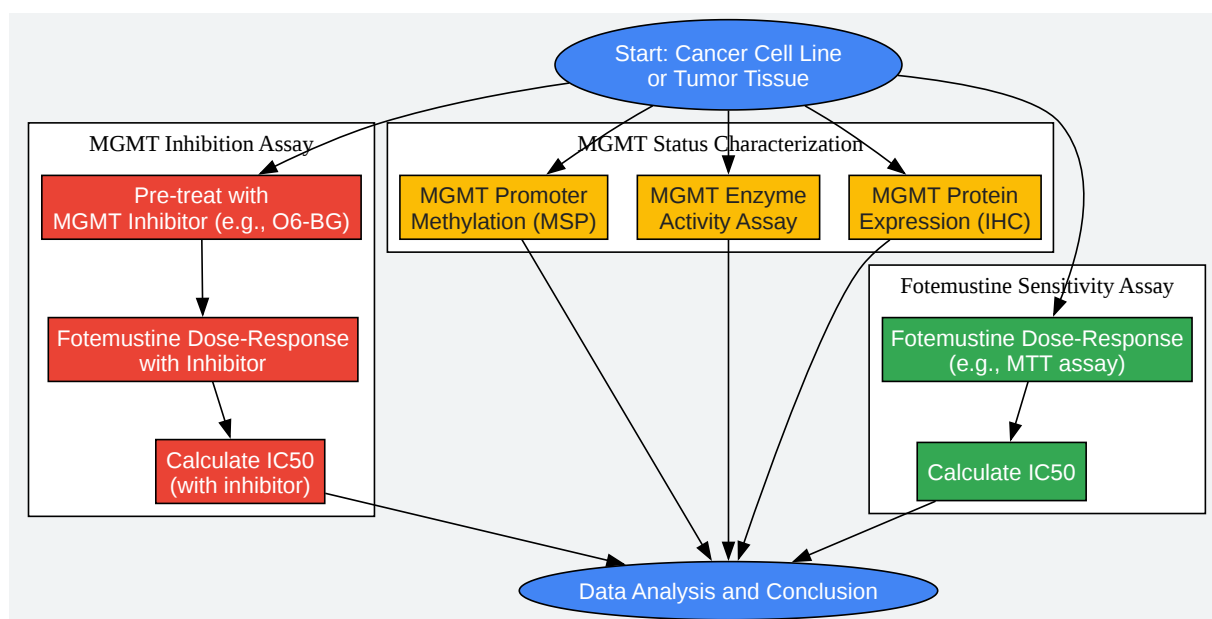 Start: Cancer Cell Line
or Tumor Tissue
MGMT Inhibition Assay
Pre-treat with
MGMT Inhibitor (e.g., O6-BG)
Fotemustine Dose-Response
with Inhibitor
Calculate IC50
(with inhibitor)
MGMT Status Characterization
MGMT Promoter
Methylation (MSP)
MGMT Enzyme
Activity Assay
MGMT Protein
Expression (IHC)
Fotemustine Sensitivity Assay
Fotemustine Dose-Response
(e.g., MTT assay)
Calculate IC50
Data Analysis and Conclusion